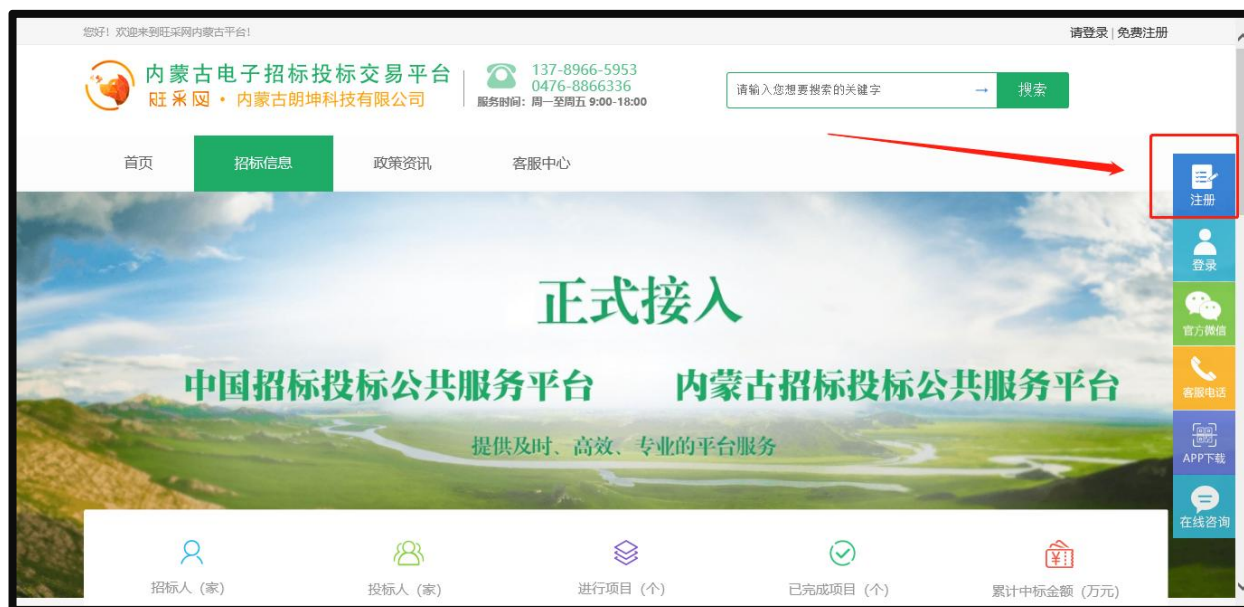 您好！欢迎来到旺采网内蒙古平台！
请登录 | 免费注册
内蒙古电子招标投标交易平台
旺采网·内蒙古朗坤科技有限公司
137-8966-5953
0476-8866336
服务时间：周一至周五 9:00-18:00
请输入您想要搜索的关键字
→
搜索
首页
招标信息
政策资讯
客服中心
注册
登录
官方微信
客服电话
APP下载
在线咨询
正式接入
中国招标投标公共服务平台 内蒙古招标投标公共服务平台
提供及时、高效、专业的平台服务
招标人（家）
投标人（家）
进行项目（个）
已完成项目（个）
累计中标金额（万元）